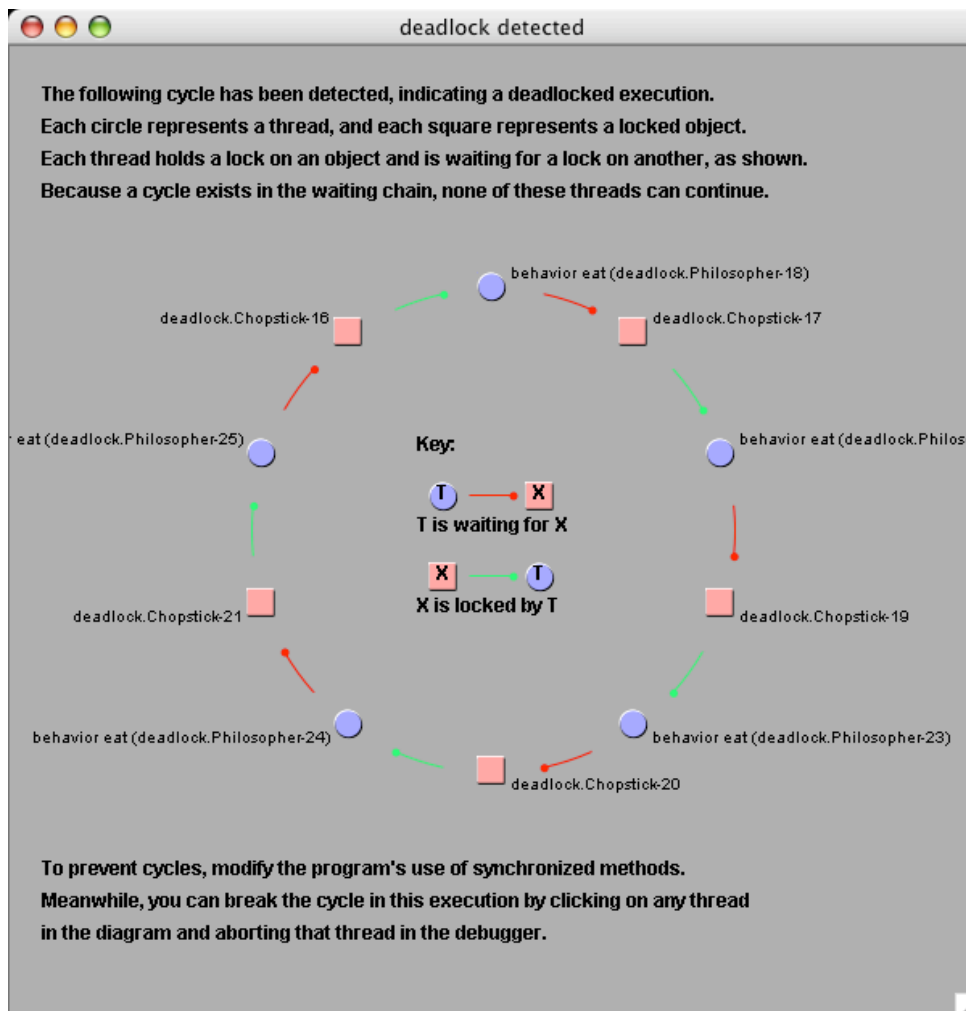 deadlock detected
The following cycle has been detected, indicating a deadlocked execution.
Each circle represents a thread, and each square represents a locked object.
Each thread holds a lock on an object and is waiting for a lock on another, as shown.
Because a cycle exists in the waiting chain, none of these threads can continue.
behavior eat (deadlock.Philosopher-18)
deadlock.Chopstick-16
deadlock.Chopstick-17
eat (deadlock.Philosopher-25)
behavior eat (deadlock.Philos
Key:
T
X
T is waiting for X
X
T
X is locked by T
deadlock.Chopstick-21
deadlock.Chopstick-19
behavior eat (deadlock.Philosopher-24)
behavior eat (deadlock.Philosopher-23)
deadlock.Chopstick-20
To prevent cycles, modify the program's use of synchronized methods.
Meanwhile, you can break the cycle in this execution by clicking on any thread
in the diagram and aborting that thread in the debugger.